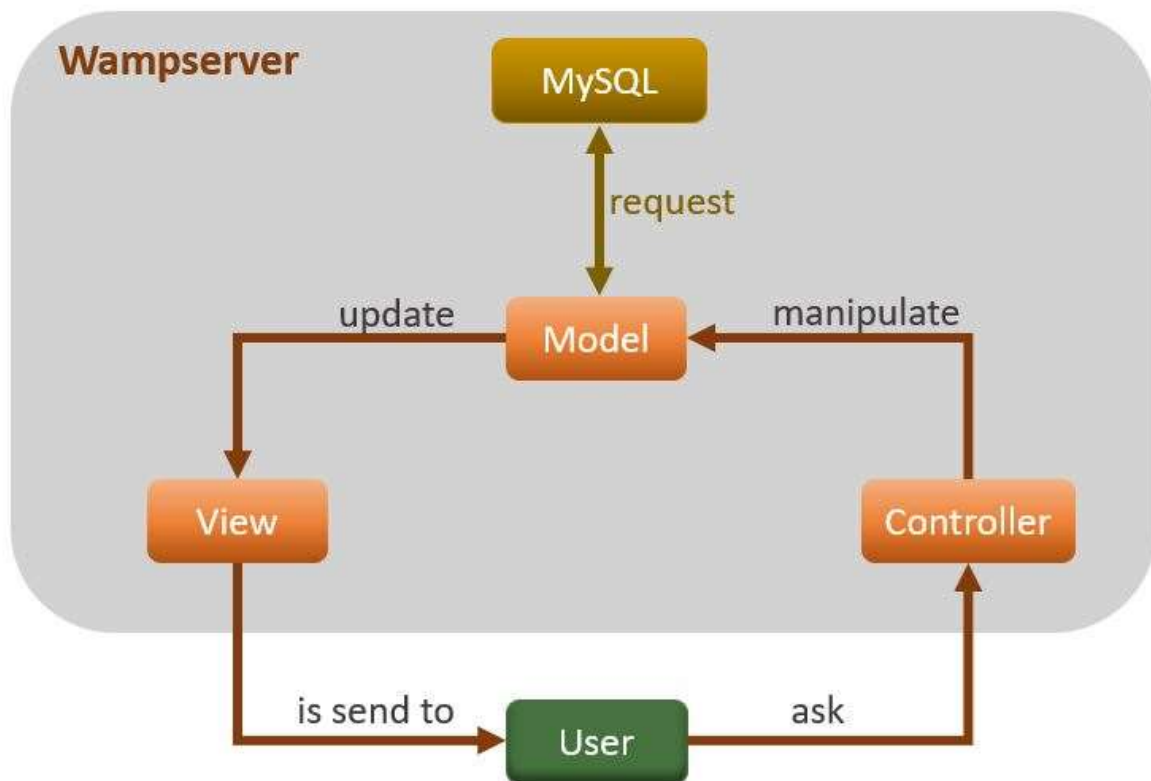 Wampserver
MySQL
request
update
Model
manipulate
View
Controller
is send to
User
ask